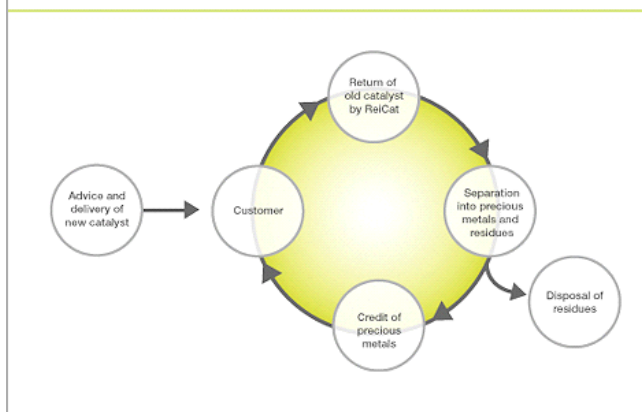 Return of
old catalyst
by ReiCat
Advice and
delivery of
new catalyst
Customer
Separation
into precious
metals and
residues
Credit of
precious
metals
Disposal of
residues